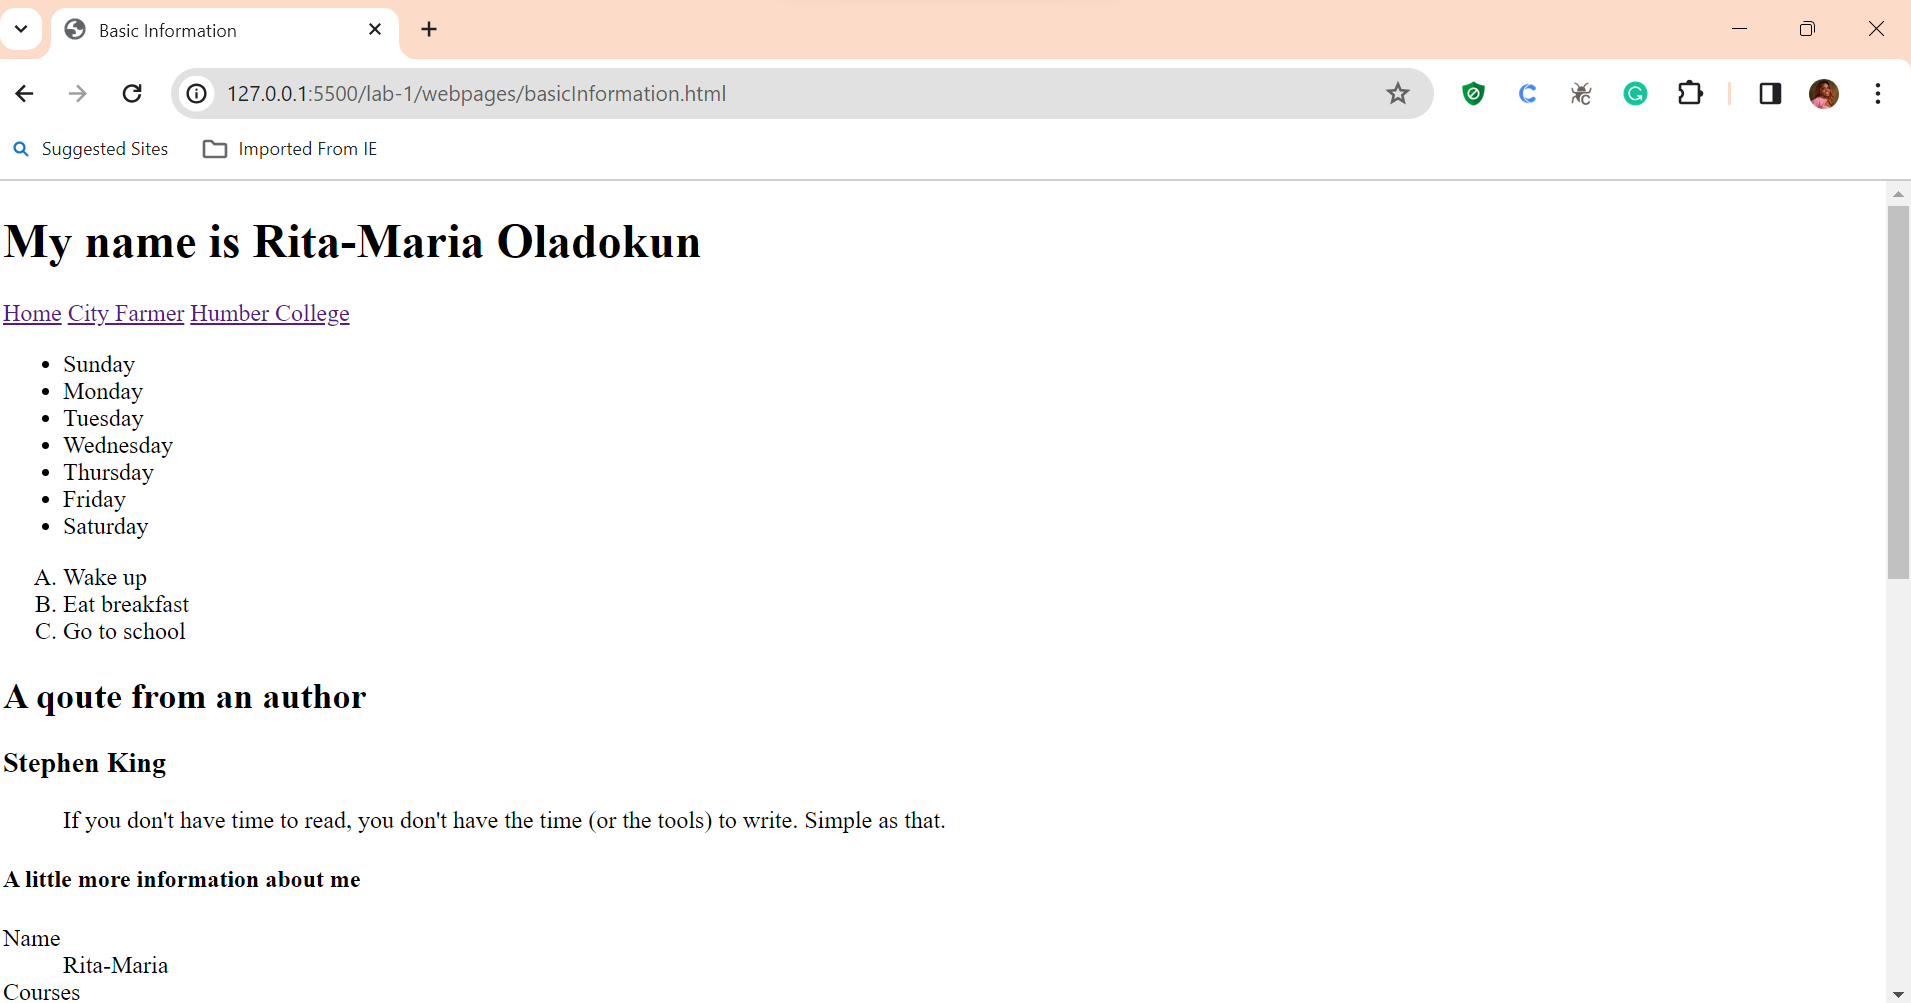 Basic Information
127.0.0.1:5500/lab-1/webpages/basicInformation.html
Suggested Sites Imported From IE
My name is Rita-Maria Oladokun
Home City Farmer Humber College
• Sunday
• Monday
• Tuesday
• Wednesday
• Thursday
• Friday
• Saturday
A. Wake up
B. Eat breakfast
C. Go to school
A qoute from an author
Stephen King
If you don't have time to read, you don't have the time (or the tools) to write. Simple as that.
A little more information about me
Name
Rita-Maria
Courses